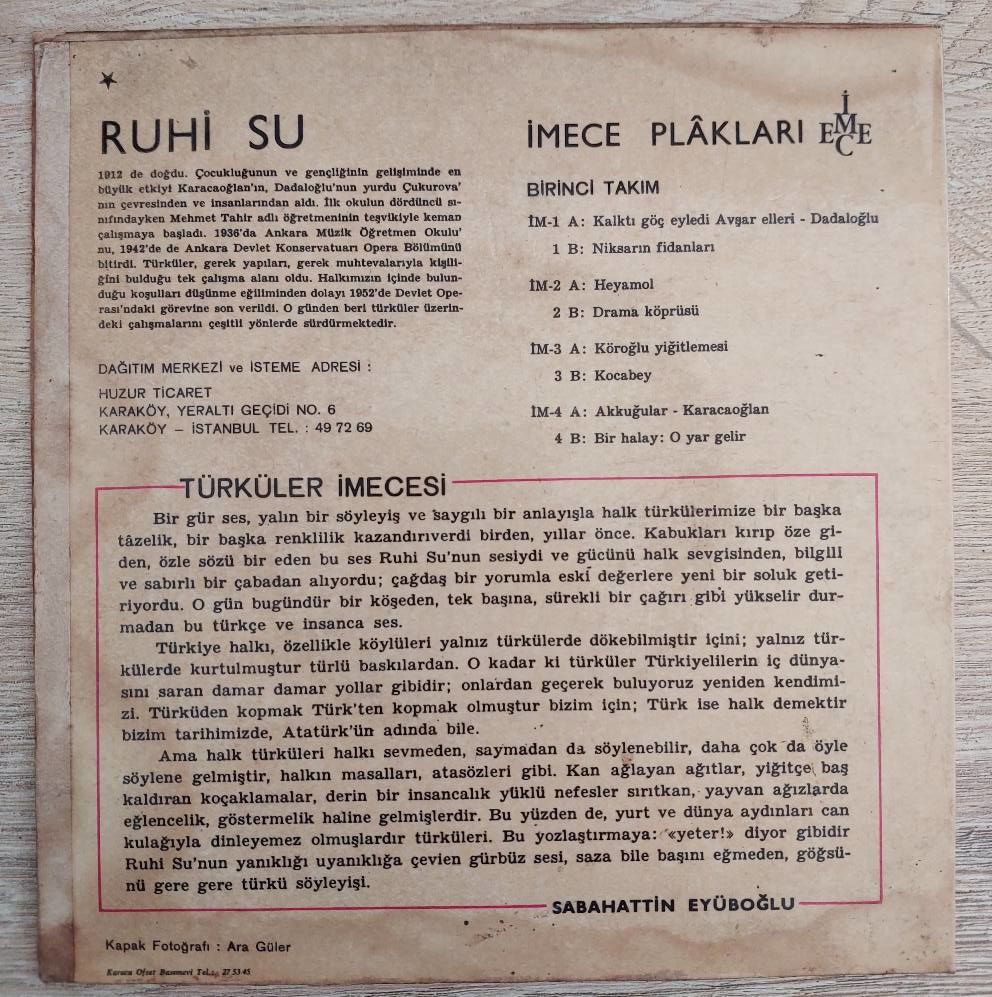 RUHİ SU
1912 de doğdu. Çocukluğunun ve gençliğinin gelişiminde en
büyük etkiyi Karacaoğlan'ın, Dadaloğlu'nun yurdu Çukurova'
nın çevresinden ve insanlarından aldı. İlk okulun dördüncü sı-
nıfındayken Mehmet Tahir adlı öğretmeninin teşvikiyle keman
çalışmaya başladı. 1936'da Ankara Müzik Öğretmen Okulu'
nu, 1942'de de Ankara Devlet Konservatuarı Opera Bölümünü
bitirdi. Türküler, gerek yapıları, gerek muhtevalarıyla kişili-
ğini bulduğu tek çalışma alanı oldu. Halkımızın içinde bulun-
duğu koşulları düşünme eğiliminden dolayı 1952'de Devlet Ope-
rası'ndaki görevine son verildi. O günden beri türküler üzerin-
deki çalışmalarını çeşitli yönlerde sürdürmektedir.
DAĞITIM MERKEZİ ve İSTEME ADRESİ :
HUZUR TİCARET
KARAKÖY, YERALTI GEÇİDİ NO. 6
KARAKÖY – İSTANBUL TEL. : 49 72 69
İMECE PLÂKLARI İMECE ECE
BİRİNCİ TAKIM
İM-1 A: Kalktı göç eyledi Avşar elleri - Dadaloğlu
1 B: Niksarın fidanları
İM-2 A: Heyamol
2 B: Drama köprüsü
İM-3 A: Köroğlu yiğitlemesi
3 B: Kocabey
İM-4 A: Akkuğular - Karacaoğlan
4 B: Bir halay: O yar gelir
TÜRKÜLER İMECESİ
Bir gür ses, yalın bir söyleyiş ve saygılı bir anlayışla halk türkülerimize bir başka
tâzelik, bir başka renklilik kazandırıverdi birden, yıllar önce. Kabukları kırıp öze gi-
den, özle sözü bir eden bu ses Ruhi Su'nun sesiydi ve gücünü halk sevgisinden, bilgili
ve sabırlı bir çabadan alıyordu; çağdaş bir yorumla eski değerlere yeni bir soluk geti-
riyordu. O gün bugündür bir köşeden, tek başına, sürekli bir çağırı gibi yükselir dur-
madan bu türkçe ve insanca ses.
Türkiye halkı, özellikle köylüleri yalnız türkülerde dökebilmiştir içini; yalnız tür-
külerde kurtulmuştur türlü baskılardan. O kadar ki türküler Türkiyelilerin iç dünya-
sını saran damar damar yollar gibidir; onlardan geçerek buluyoruz yeniden kendimi-
zi. Türküden kopmak Türk'ten kopmak olmuştur bizim için; Türk ise halk demektir
bizim tarihimizde, Atatürk'ün adında bile.
Ama halk türküleri halkı sevmeden, saymadan da söylenebilir, daha çok da öyle
söylene gelmiştir, halkın masalları, atasözleri gibi. Kan ağlayan ağıtlar, yiğitçe baş
kaldıran koçaklamalar, derin bir insancalık yüklü nefesler sırıtkan, yayvan ağızlarda
eğlencelik, göstermelik haline gelmişlerdir. Bu yüzden de, yurt ve dünya aydınları can
kulağıyla dinleyemez olmuşlardır türküleri. Bu yozlaştırmaya: «yeter!» diyor gibidir
Ruhi Su'nun yanıklığı uyanıklığa çevien gürbüz sesi, saza bile başını eğmeden, göğsü-
nü gere gere türkü söyleyişi.
SABAHATTİN EYÜBOĞLU
Kapak Fotoğrafı : Ara Güler
Karaca Ofset Basımevi Tel.: 27 53 45